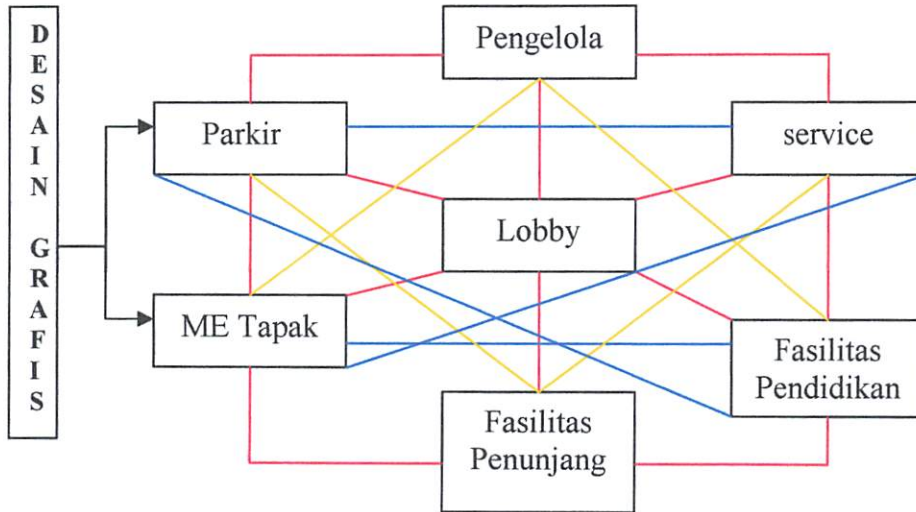 DESAIN GRAFIS
Pengelola
Parkir
service
Lobby
ME Tapak
Fasilitas
Pendidikan
Fasilitas
Penunjang